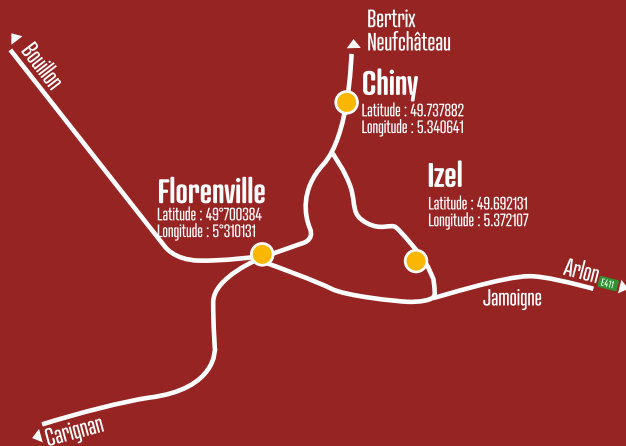 Bertrix
Neufchâteau
Bouillon
Chiny
Latitude : 49.737882
Longitude : 5.340641
Izel
Latitude : 49.692131
Longitude : 5.372107
Florenville
Latitude : 49°700384
Longitude : 5°310131
Arlon
E411
Jamoigne
Carignan